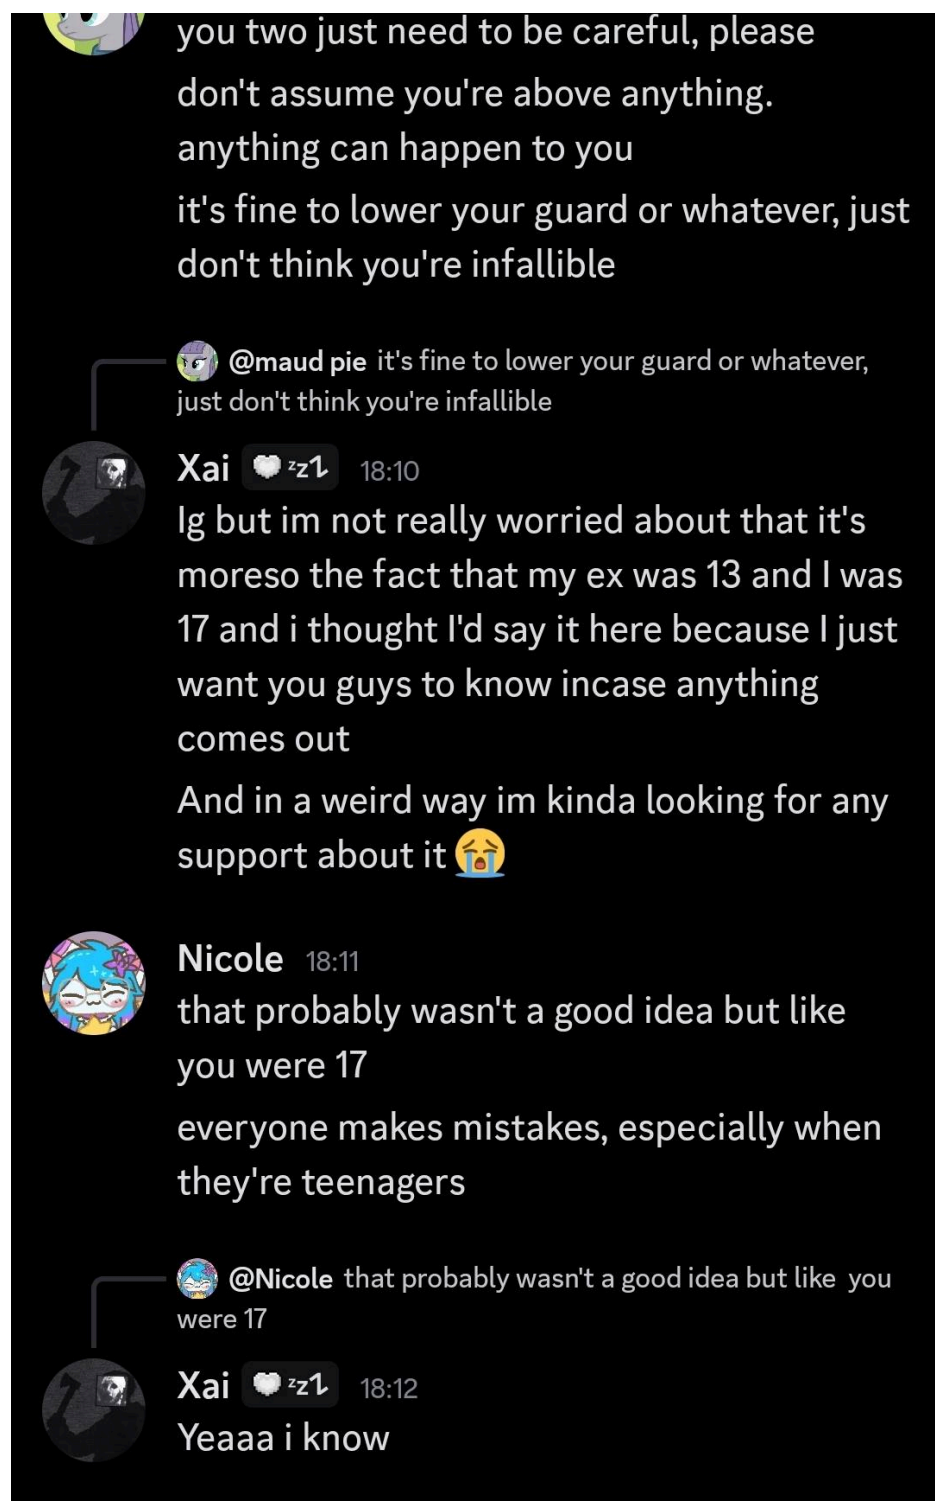 you two just need to be careful, please
don't assume you're above anything.
anything can happen to you
it's fine to lower your guard or whatever, just
don't think you're infallible
@maud pie it's fine to lower your guard or whatever,
just don't think you're infallible
Xai 🤍 ᶻz1 18:10
Ig but im not really worried about that it's
moreso the fact that my ex was 13 and I was
17 and i thought I'd say it here because I just
want you guys to know incase anything
comes out
And in a weird way im kinda looking for any
support about it 😭
Nicole 18:11
that probably wasn't a good idea but like
you were 17
everyone makes mistakes, especially when
they're teenagers
@Nicole that probably wasn't a good idea but like you
were 17
Xai 🤍 ᶻz1 18:12
Yeaaa i know